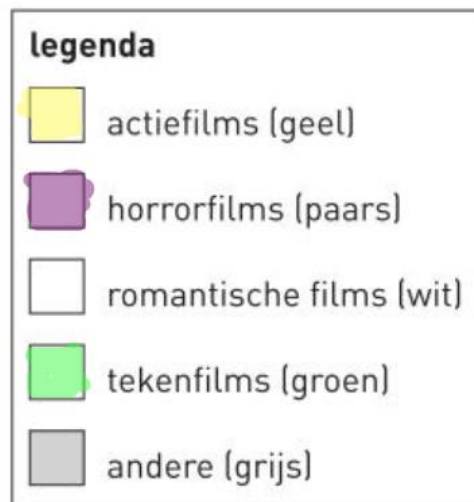 legenda
actiefilms (geel)
horrorfilms (paars)
romantische films (wit)
tekenfilms (groen)
andere (grijs)